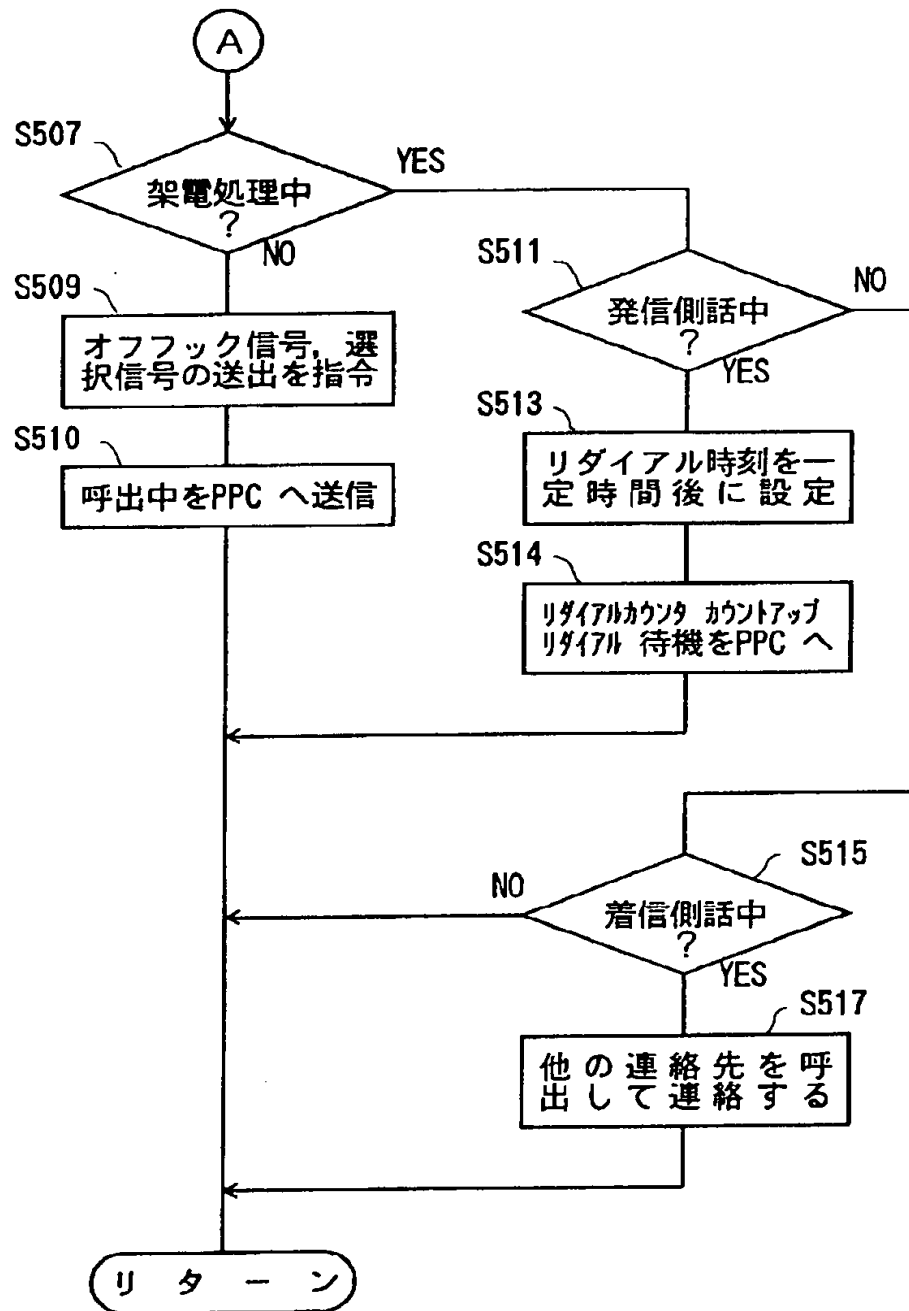 A
S507
架電処理中
?
YES
NO
S509
オフフック信号, 選
択信号の送出を指令
S510
呼出中をPPC へ送信
S511
発信側話中
?
NO
YES
S513
リダイアル時刻を一
定時間後に設定
S514
ﾘﾀﾞｲｱﾙｶｳﾝﾀ ｶｳﾝﾄｱｯﾌﾟ
ﾘﾀﾞｲｱﾙ 待機をPPC へ
S515
着信側話中
?
NO
YES
S517
他の連絡先を呼
出して連絡する
リターン